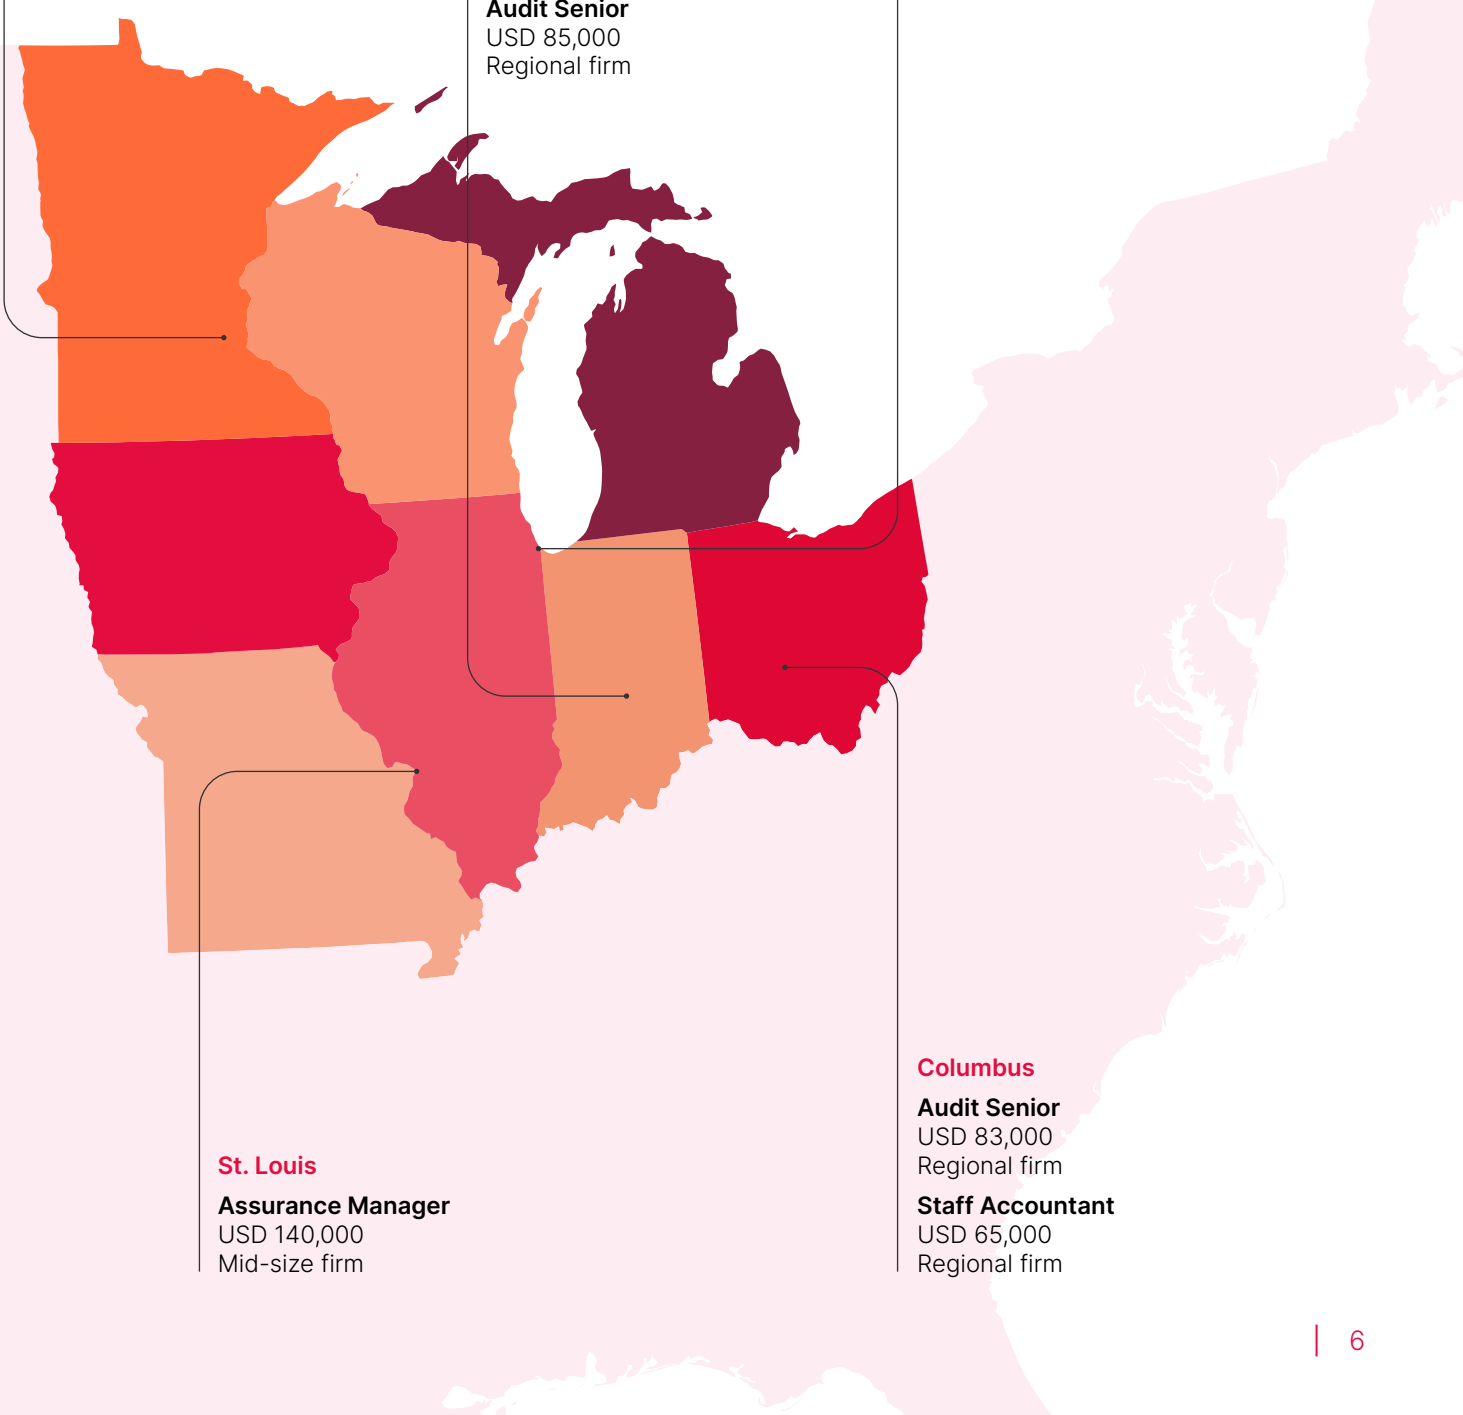 Audit Senior
USD 85,000
Regional firm
Columbus
Audit Senior
USD 83,000
Regional firm
Staff Accountant
USD 65,000
Regional firm
St. Louis
Assurance Manager
USD 140,000
Mid-size firm
6